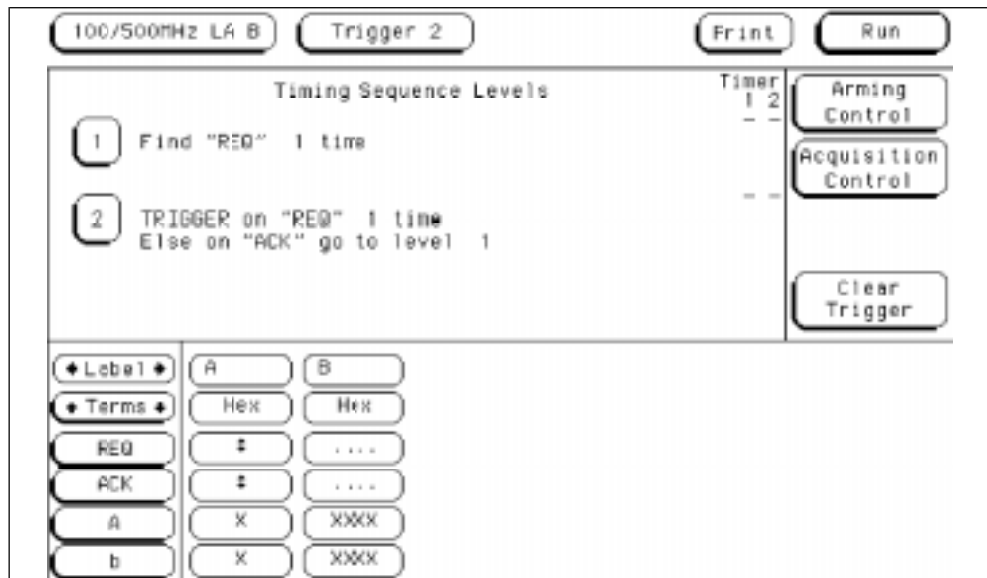 100/500MHz LA B Trigger 2 Print Run
Timing Sequence Levels
Timer
1 2
Arming
Control
1 Find "REQ" 1 time
- -
Acquisition
Control
- -
2 TRIGGER on "REQ" 1 time
Else on "ACK" go to level 1
Clear
Trigger
Label A B
Terms Hex Hex
REQ ↕ ....
ACK ↕ ....
A X XXXX
b X XXXX